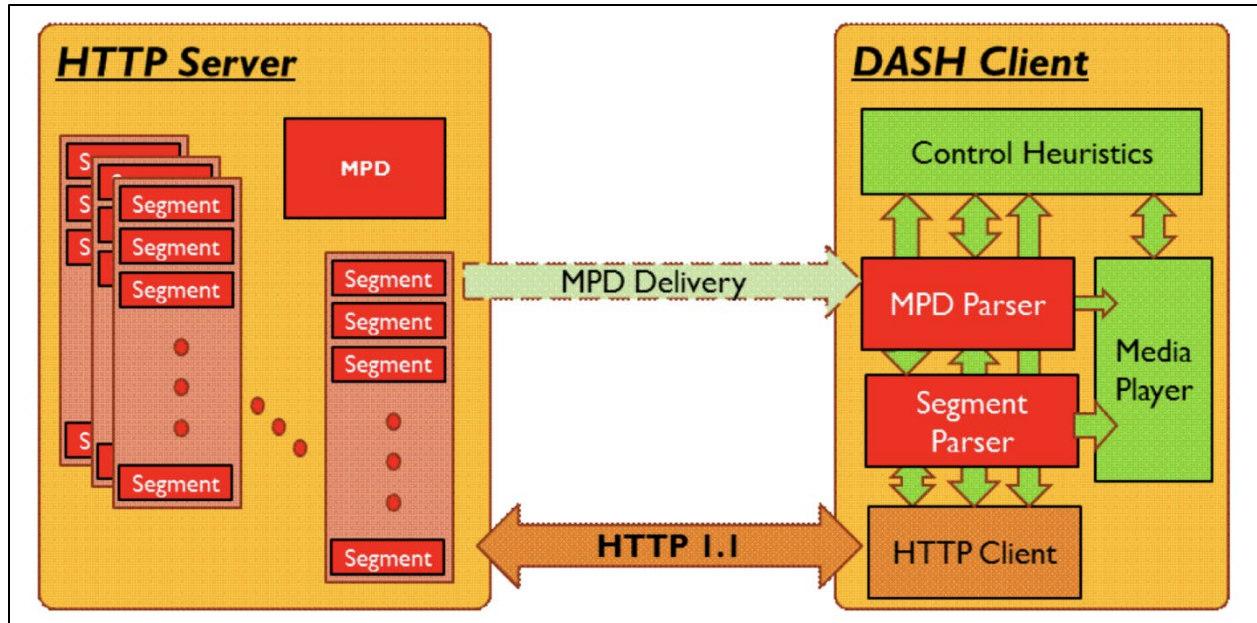 HTTP Server
MPD
S
S
S
S
S
Segment
Segment
Segment
Segment
Segment
Segment
Segment
Segment
MPD Delivery
HTTP 1.1
DASH Client
Control Heuristics
MPD Parser
Segment
Parser
Media
Player
HTTP Client